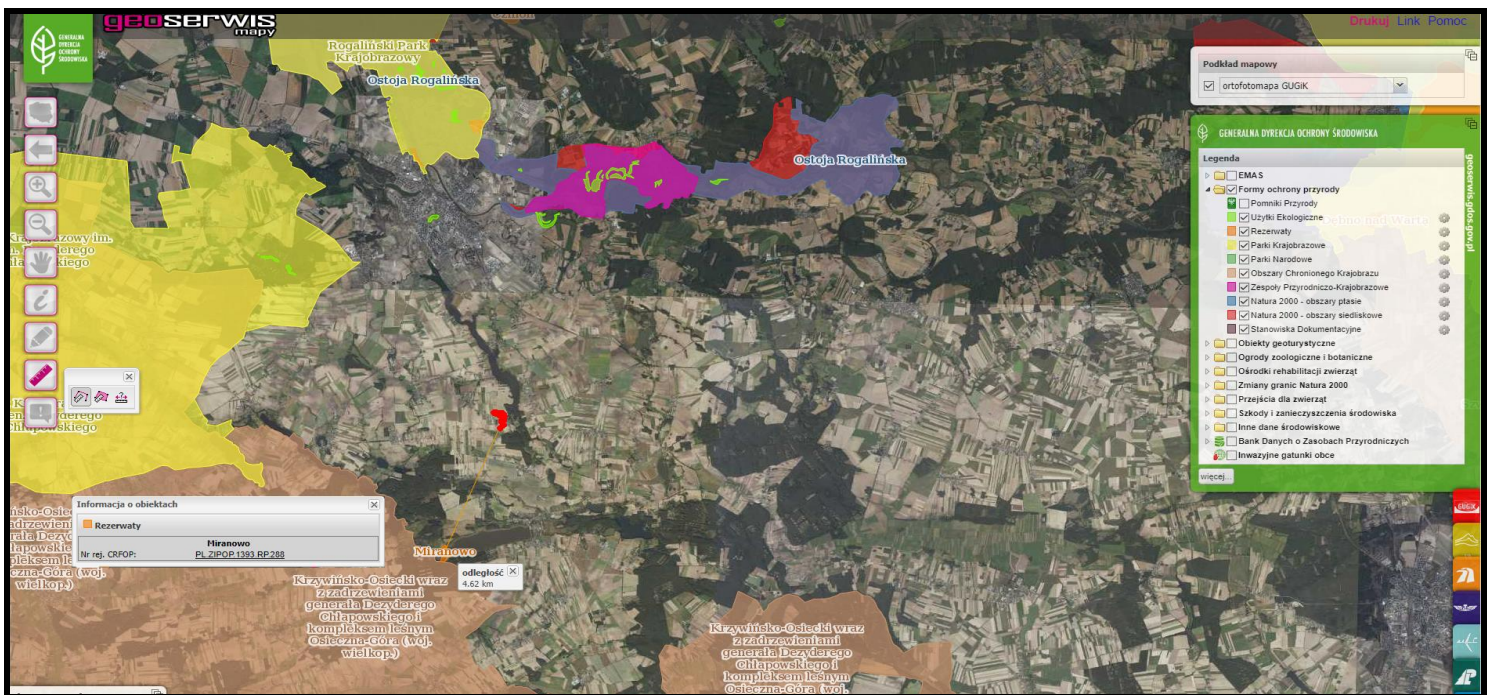 GENERALNA
DYREKCJA
OCHRONY
ŚRODOWISKA
geoserwis
mapy
Drukuj Link Pomoc
Rogaliński Park
Krajobrazowy
Ostoja Rogalińska
Ostoja Rogalińska
Podkład mapowy
ortofotomapa GUGiK
GENERALNA DYREKCJA OCHRONY ŚRODOWISKA
geoserwis.gdos.gov.pl
Legenda
EMAS
Formy ochrony przyrody
Pomniki Przyrody
Użytki Ekologiczne
Rezerwaty
Parki Krajobrazowe
Parki Narodowe
Obszary Chronionego Krajobrazu
Zespoły Przyrodniczo-Krajobrazowe
Natura 2000 - obszary ptasie
Natura 2000 - obszary siedliskowe
Stanowiska Dokumentacyjne
Obiekty geoturystyczne
Ogrody zoologiczne i botaniczne
Ośrodki rehabilitacji zwierząt
Zmiany granic Natura 2000
Przejścia dla zwierząt
Szkody i zanieczyszczenia środowiska
Inne dane środowiskowe
Bank Danych o Zasobach Przyrodniczych
Inwazyjne gatunki obce
więcej...
GUGiK
Informacja o obiektach
Rezerwaty
Miranowo
Nr rej. CRFOP: PL.ZIPOP.1393.RP.288
Miranowo
odległość
4.62 km
Krzywińsko-Osiecki wraz
z zadrzewieniami
generała Dezyderego
Chłapowskiego i
kompleksem leśnym
Osieczna-Góra (woj.
wielkop.)
Krzywińsko-Osiecki wraz
z zadrzewieniami
generała Dezyderego
Chłapowskiego i
kompleksem leśnym
Osieczna-Góra (woj.